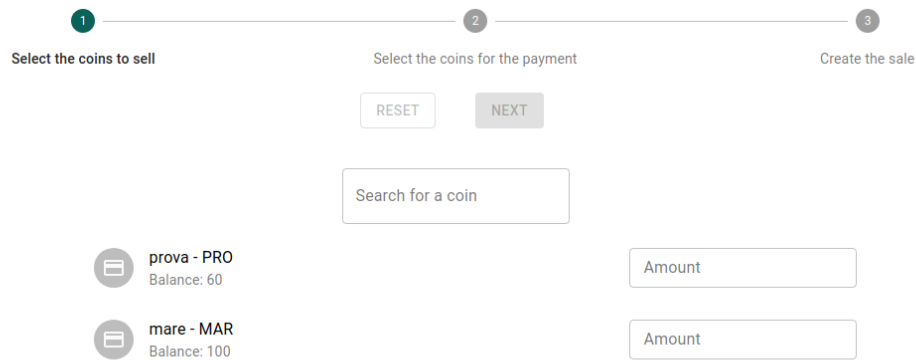 1 2 3
Select the coins to sell Select the coins for the payment Create the sale
RESET NEXT
Search for a coin
prova - PRO
Balance: 60
Amount
mare - MAR
Balance: 100
Amount